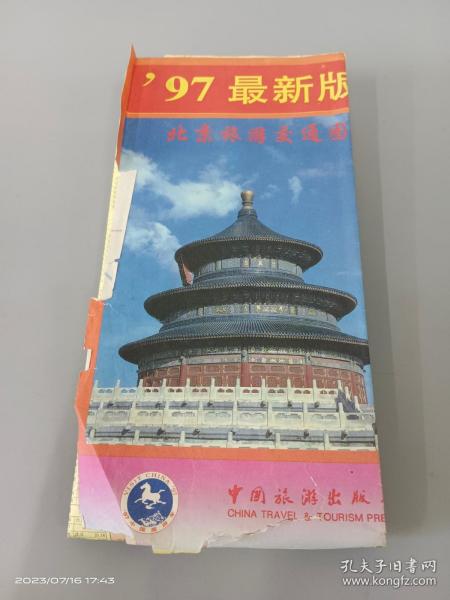 '97 最新版
北京旅游交通图
中国旅游出版
CHINA TRAVEL & TOURISM PRE
2023/07/16 17:43
孔夫子旧书网
www.kongfz.com